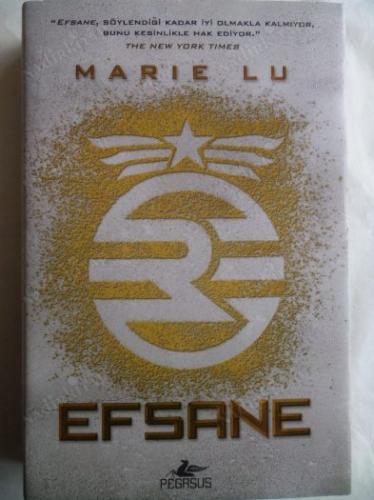 "EFSANE, SÖYLENDİĞİ KADAR İYİ OLMAKLA KALMIYOR,
BUNU KESİNLİKLE HAK EDİYOR."
THE NEW YORK TIMES
MARIE LU
R
EFSANE
PEGASUS